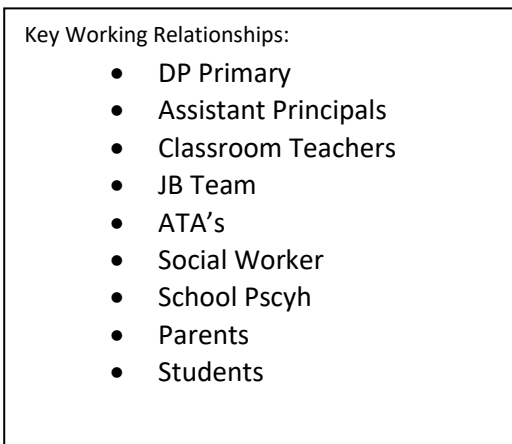 Key Working Relationships:
• DP Primary
• Assistant Principals
• Classroom Teachers
• JB Team
• ATA’s
• Social Worker
• School Pscyh
• Parents
• Students